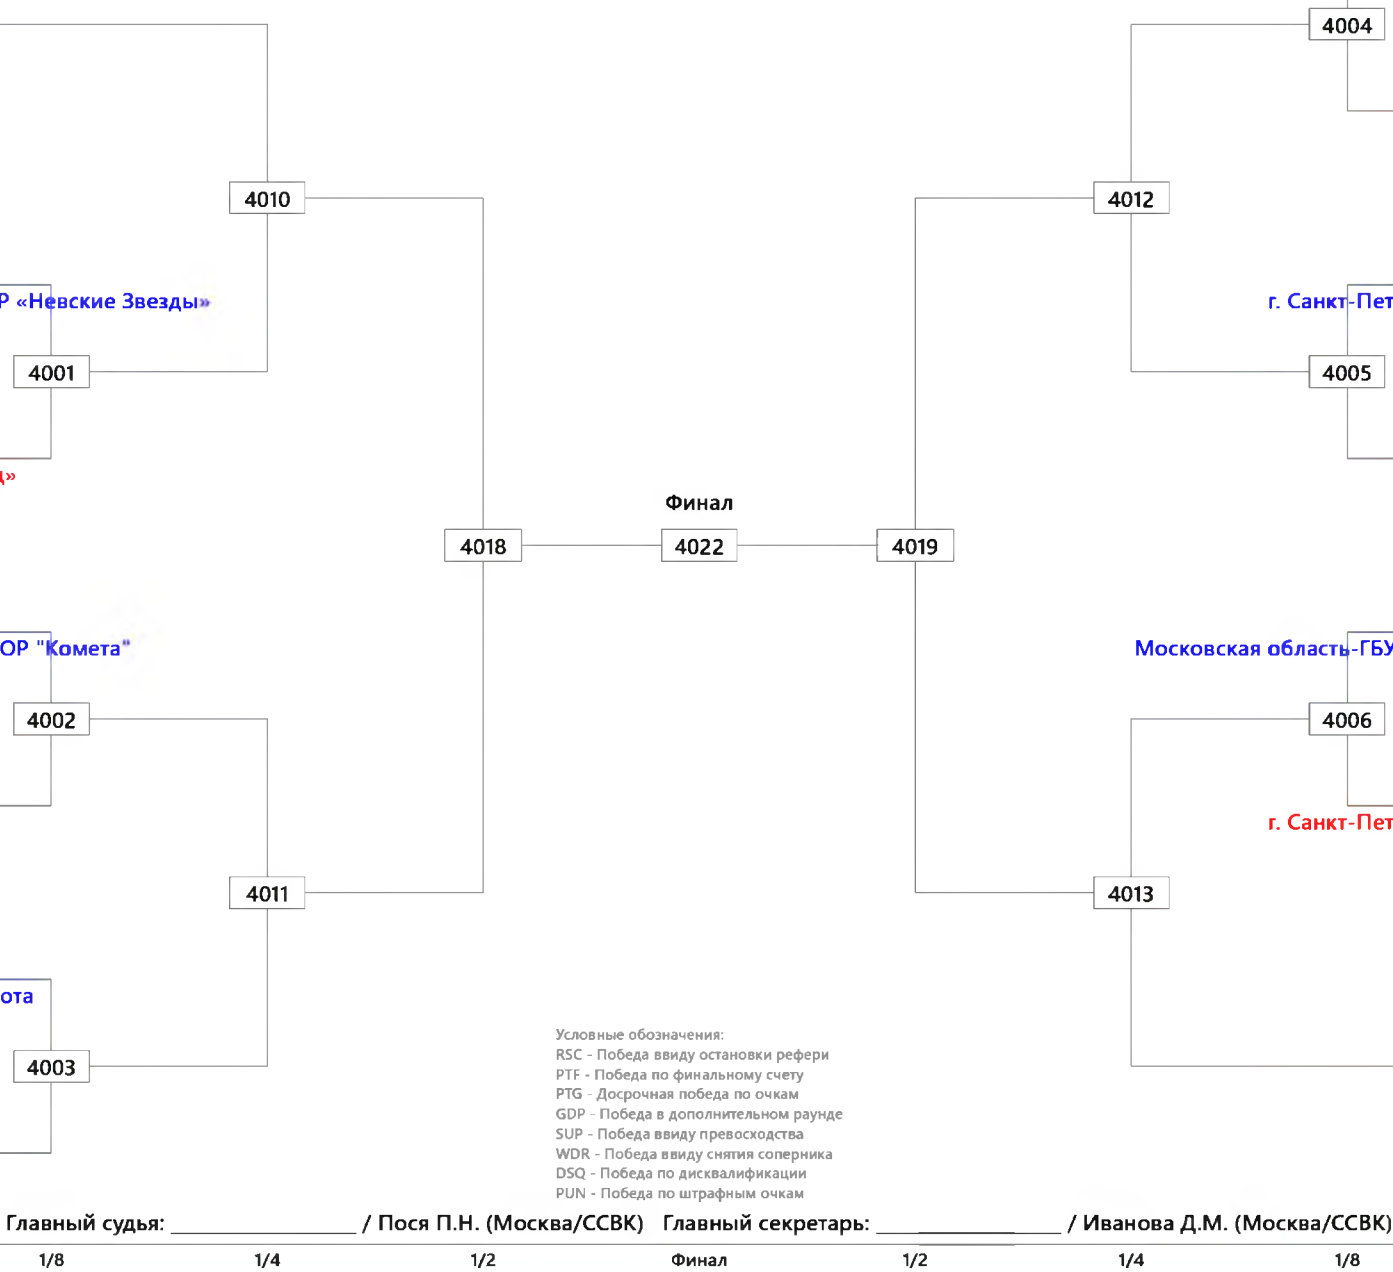 4004
4010
4012
Р «Невские Звезды»
г. Санкт-Пет
4001
4005
»
Финал
4018
4022
4019
ОР "Комета"
Московская область-ГБУ
4002
4006
г. Санкт-Пет
4011
4013
ота
4003
Условные обозначения:
RSC - Победа ввиду остановки рефери
PTF - Победа по финальному счету
PTG - Досрочная победа по очкам
GDP - Победа в дополнительном раунде
SUP - Победа ввиду превосходства
WDR - Победа ввиду снятия соперника
DSQ - Победа по дисквалификации
PUN - Победа по штрафным очкам
Главный судья: ________________ / Пося П.Н. (Москва/ССВК) Главный секретарь: ________________ / Иванова Д.М. (Москва/ССВК)
1/8 1/4 1/2 Финал 1/2 1/4 1/8